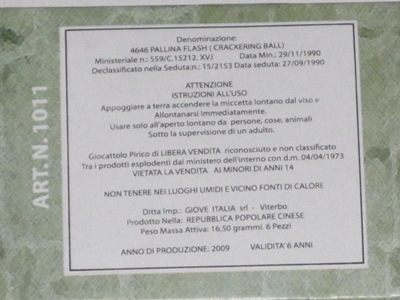 ART.N. 1011
Denominazione:
4646 PALLINA FLASH ( CRACKERING BALL)
Ministeriale n.: 559/C.15212. XVJ Data Min.: 29/11/1990
Declassificato nella Seduta:n.: 15/2153 Data seduta: 27/09/1990
ATTENZIONE
ISTRUZIONI ALL'USO
Appoggiare a terra accendere la miccetta lontano dal viso e
Allontanarsi immediatamente.
Usare solo all'aperto lontano da persone, cose, animali
Sotto la supervisione di un adulto.
Giocattolo Pirico di LIBERA VENDITA riconosciuto e non classificato
Tra i prodotti esplodenti dal ministero dell'interno con d.m. 04/04/1973
VIETATA LA VENDITA AI MINORI DI ANNI 14
NON TENERE NEI LUOGHI UMIDI E VICINO FONTI DI CALORE
Ditta Imp.: GIOVE ITALIA srl - Viterbo
Prodotto Nella: REPUBBLICA POPOLARE CINESE
Peso Massa Attiva: 16,50 grammi. 6 Pezzi
ANNO DI PRODUZIONE: 2009 VALIDITA' 6 ANNI